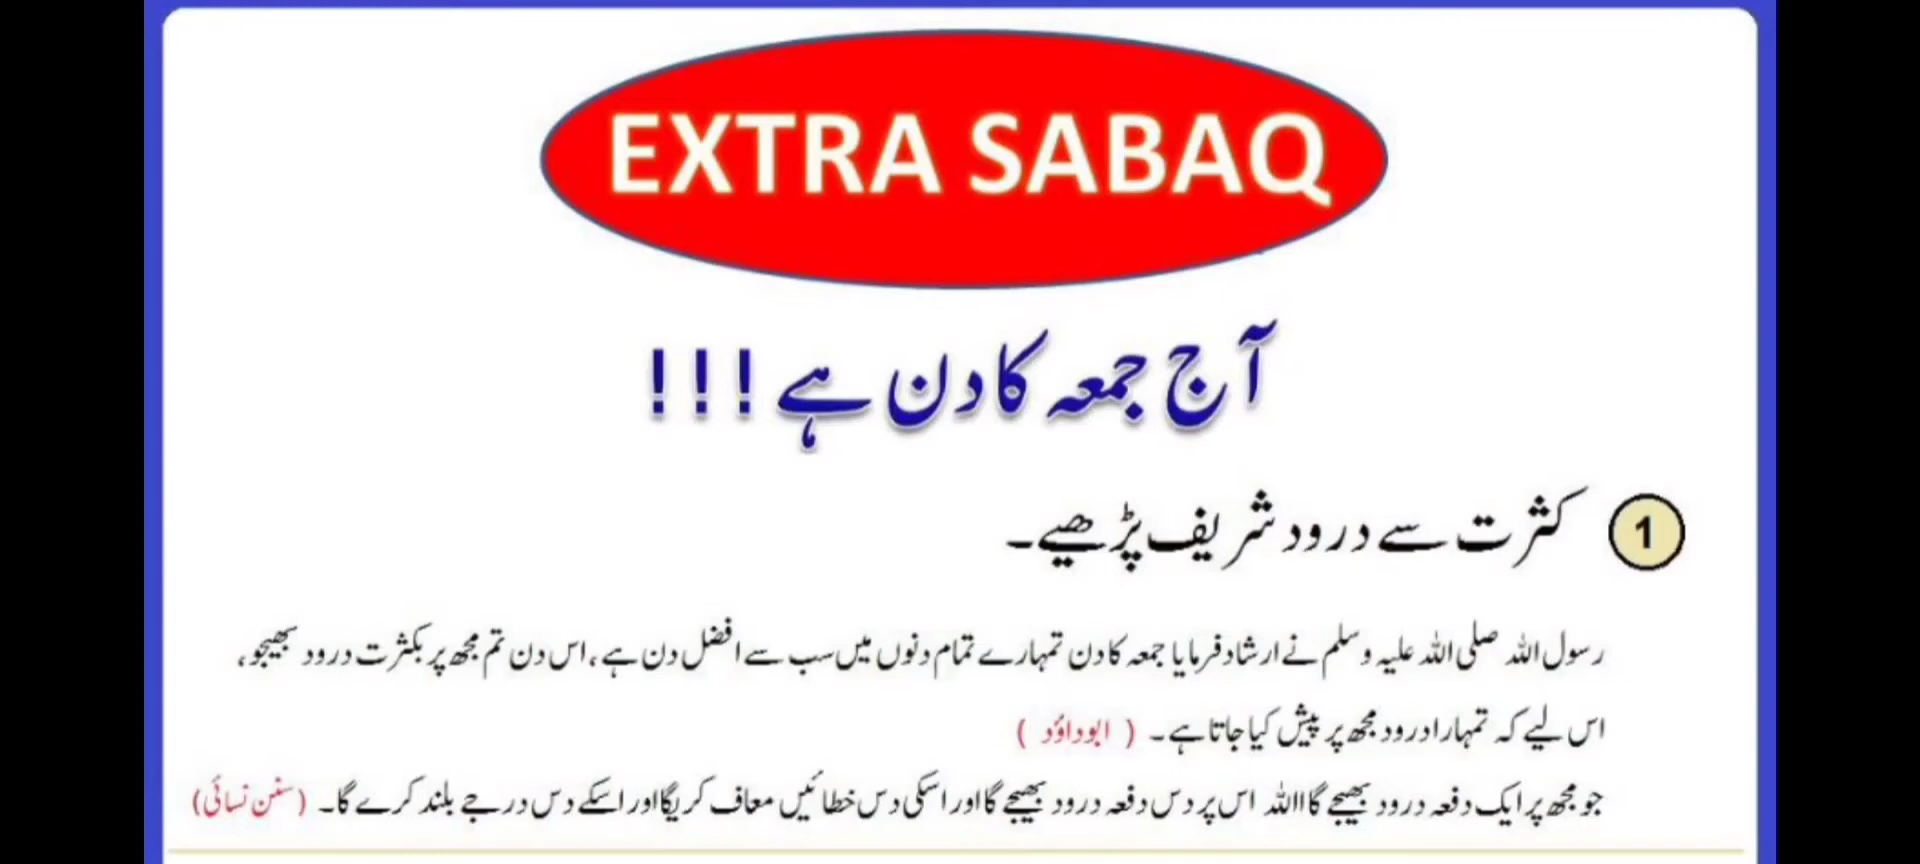 EXTRA SABAQ
آج جمعہ کا دن ہے !!!
1 کثرت سے درود شریف پڑھیے۔
رسول اللہ صلی اللہ علیہ وسلم نے ارشاد فرمایا جمعہ کا دن تمہارے تمام دنوں میں سب سے افضل دن ہے، اس دن تم مجھ پر بکثرت درود بھیجو،
اس لیے کہ تمہارا درود مجھ پر پیش کیا جاتا ہے۔ ( ابوداؤد )
جو مجھ پر ایک دفعہ درود بھیجے گا اللہ اس پر دس دفعہ درود بھیجے گا اور اسکی دس خطائیں معاف کریگا اور اسکے دس درجے بلند کرے گا۔ (سنن نسائی)